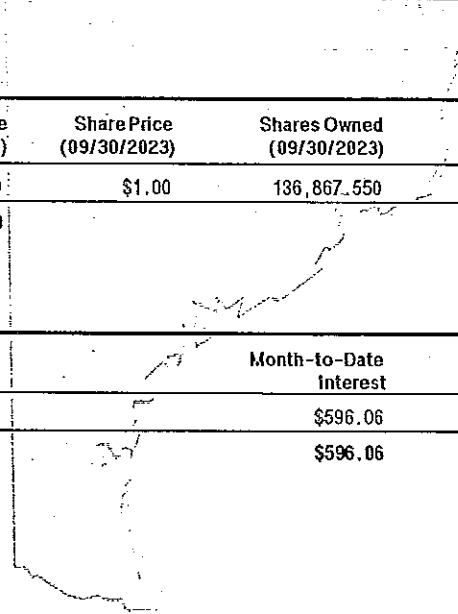 e Share Price Shares Owned
) (09/30/2023) (09/30/2023)
$1.00 136,867.550
Month-to-Date
Interest
$596.06
$596.06